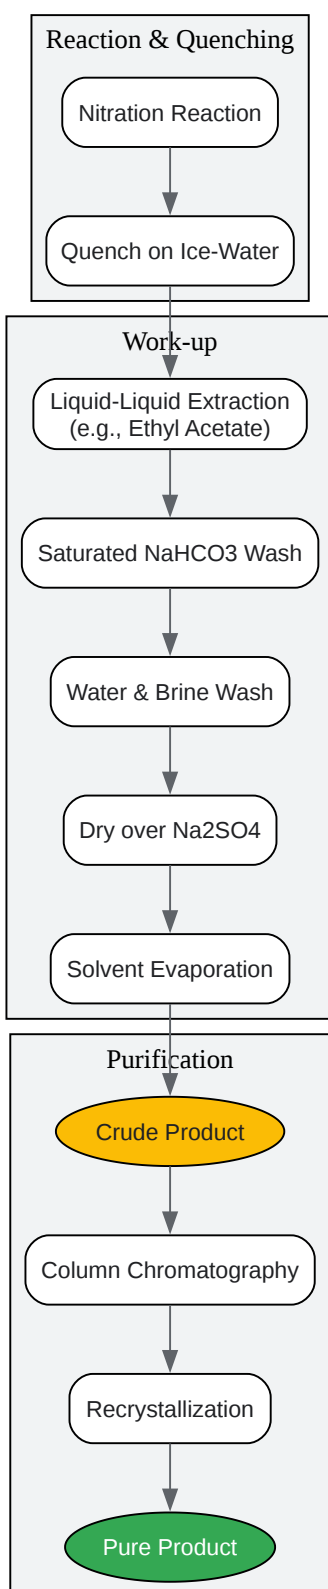 Reaction & Quenching
Nitration Reaction
Quench on Ice-Water
Work-up
Liquid-Liquid Extraction
(e.g., Ethyl Acetate)
Saturated NaHCO3 Wash
Water & Brine Wash
Dry over Na2SO4
Solvent Evaporation
Purification
Crude Product
Column Chromatography
Recrystallization
Pure Product